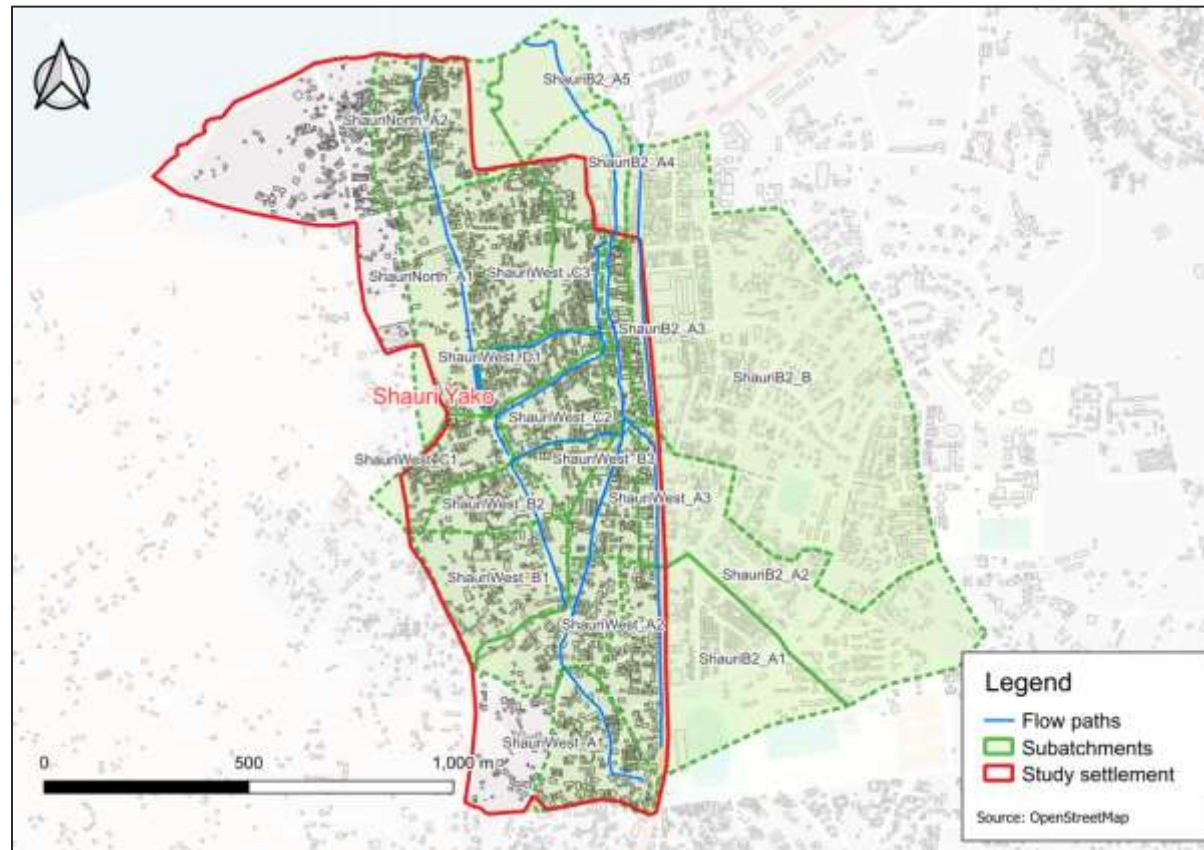 ShauriB2_A5
ShauriNorth_A2
ShauriB2_A4
ShauriNorth_A1
ShauriWest_C3
ShauriB2_A3
ShauriWest_D1
ShauriB2_B
Shauri Yako
ShauriWest_C2
ShauriWest_C1
ShauriWest_B3
ShauriWest_A3
ShauriWest_B2
ShauriWest_B1
ShauriB2_A2
ShauriWest_A2
ShauriB2_A1
ShauriWest_A1
0 500 1,000 m
Legend
Flow paths
Subatchments
Study settlement
Source: OpenStreetMap